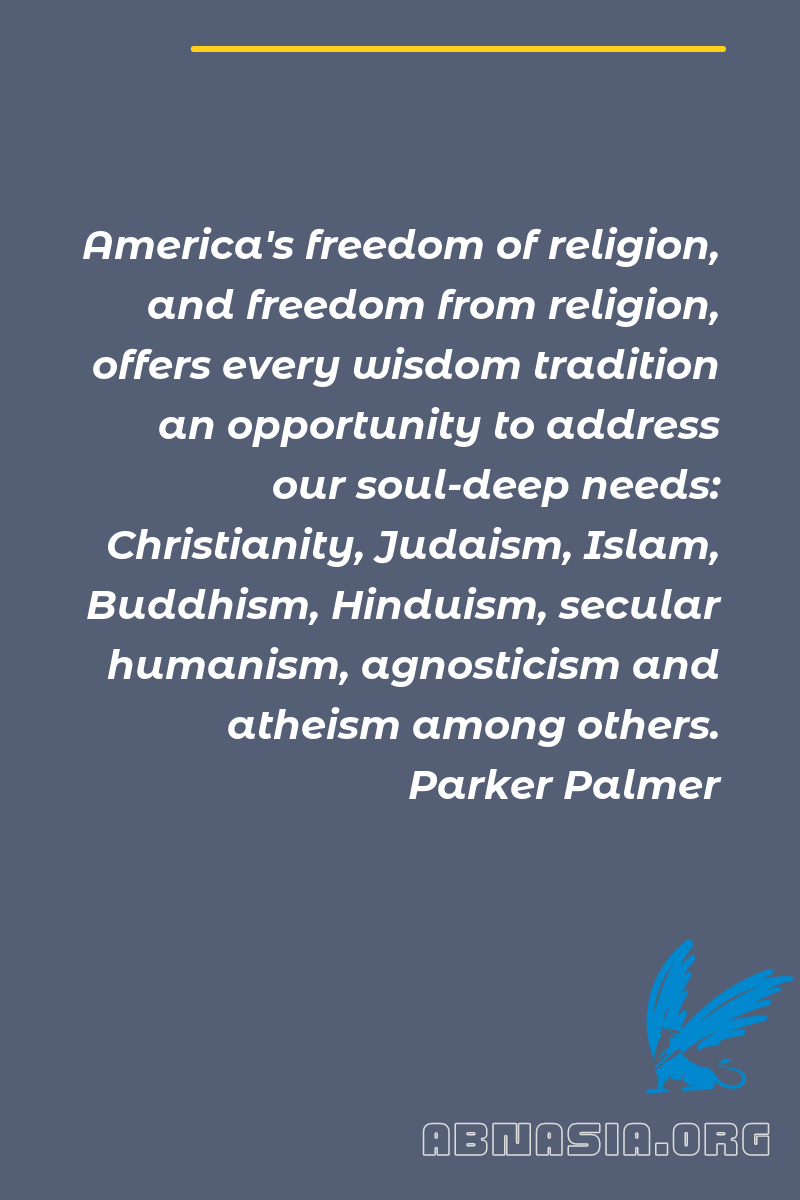 America's freedom of religion,
and freedom from religion,
offers every wisdom tradition
an opportunity to address
our soul-deep needs:
Christianity, Judaism, Islam,
Buddhism, Hinduism, secular
humanism, agnosticism and
atheism among others.
Parker Palmer
ABNASIA.ORG